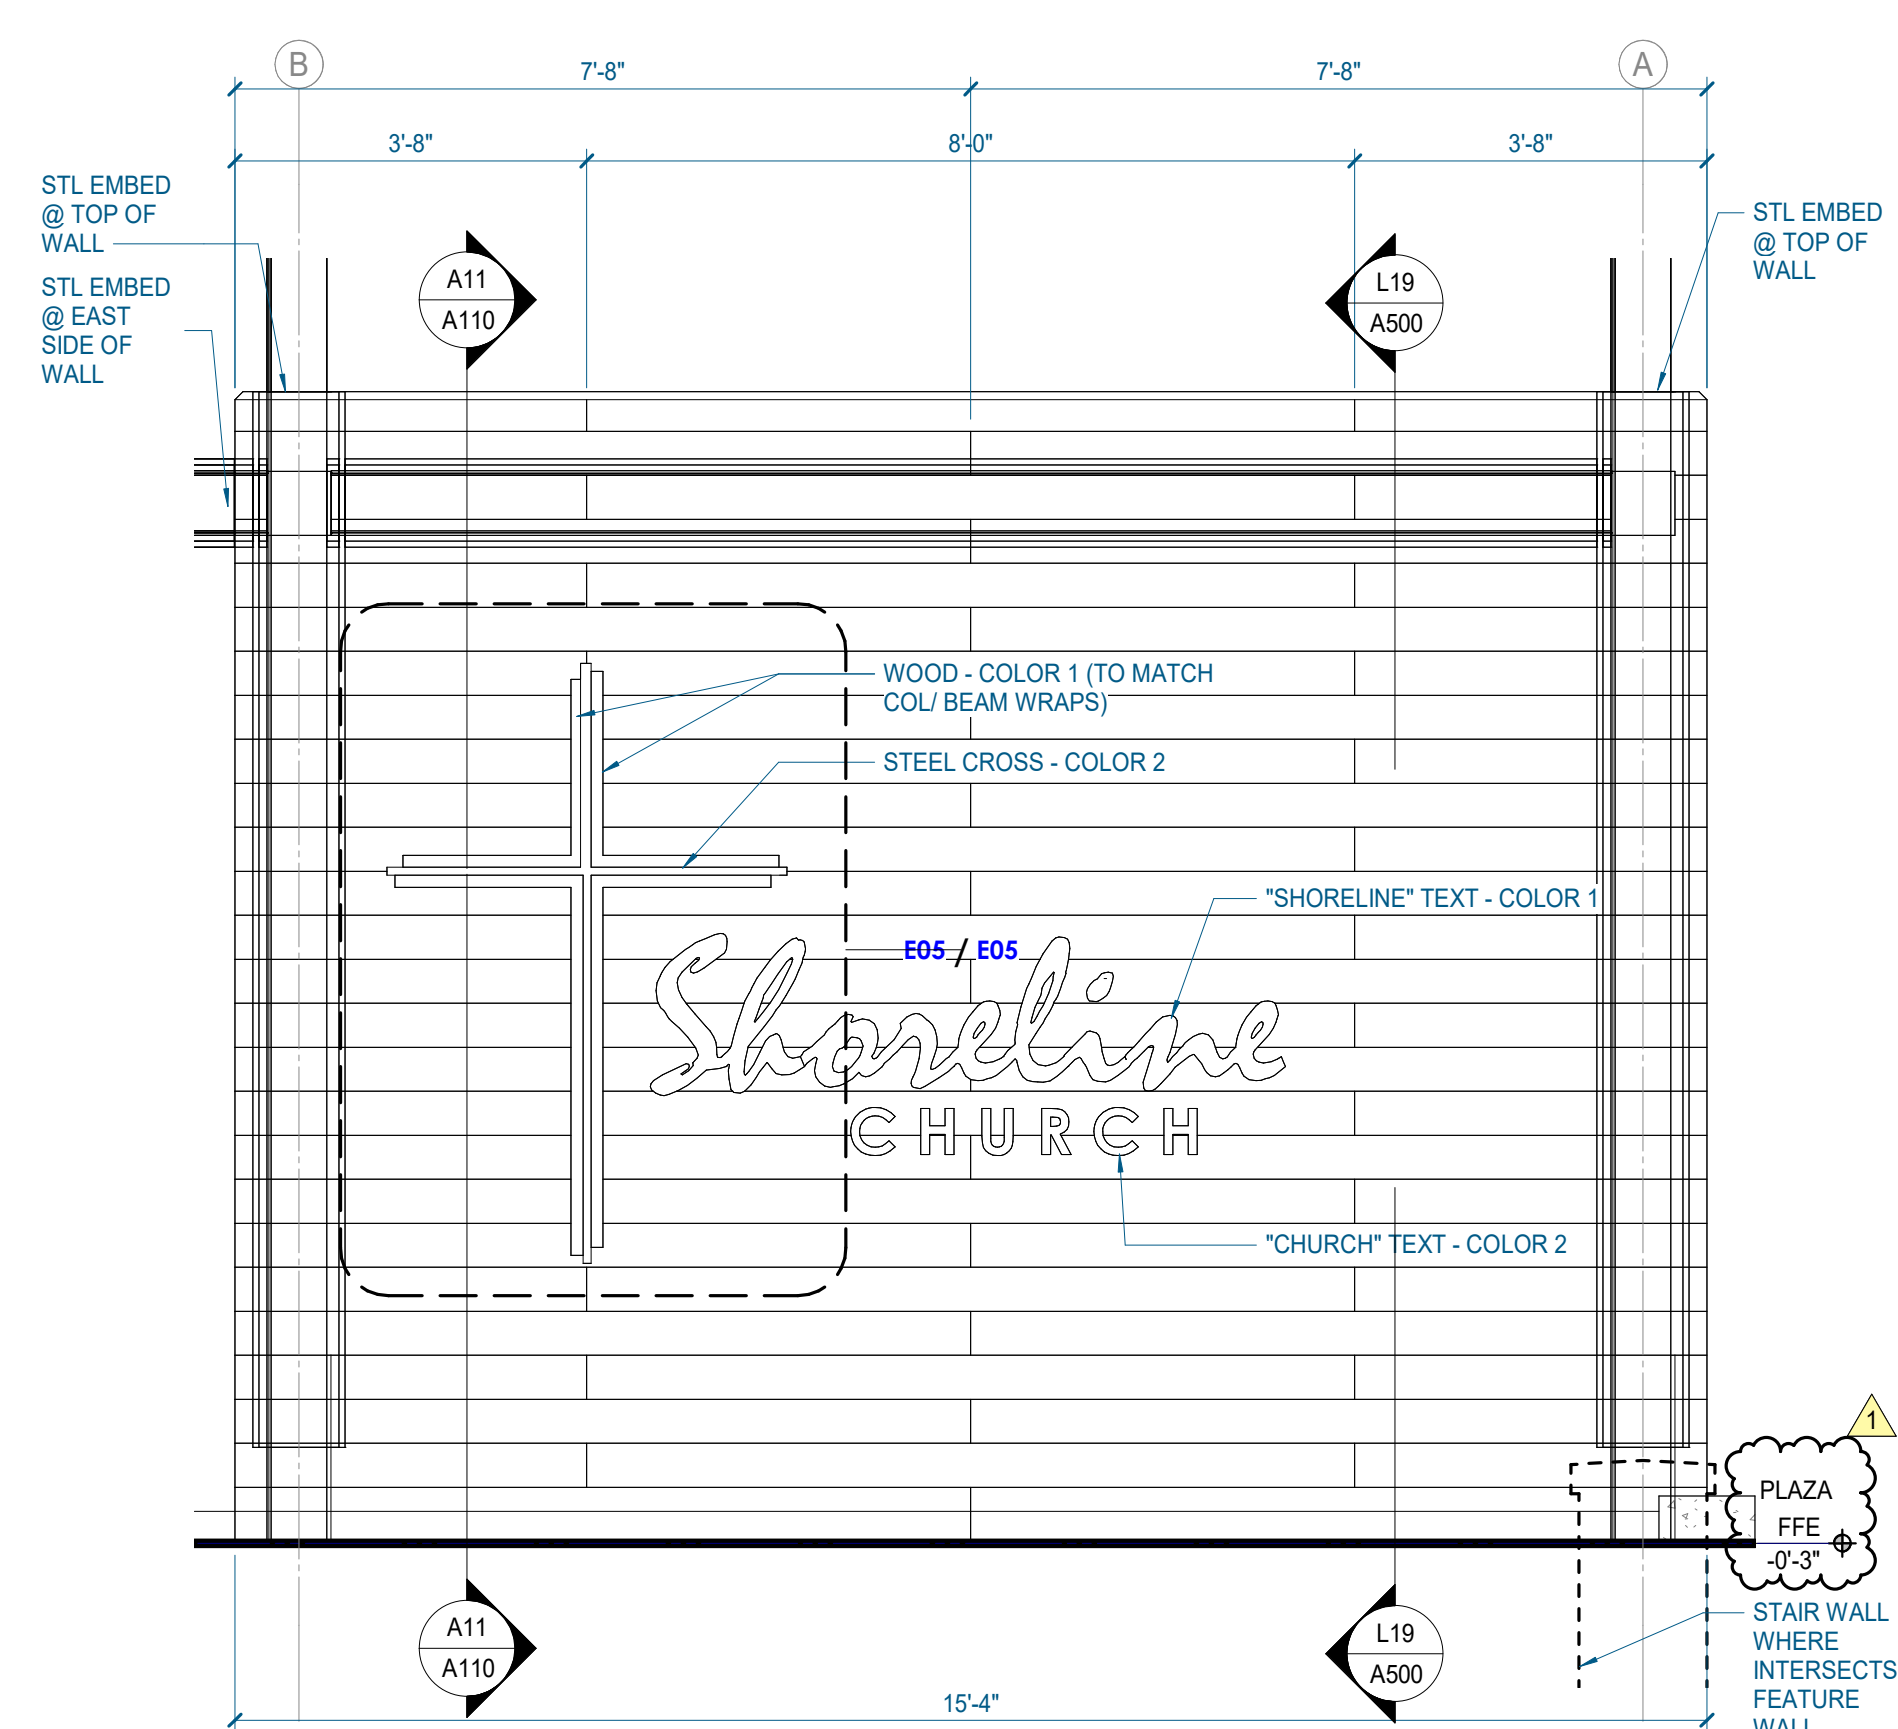 B
A
7'-8"
7'-8"
3'-8"
8'-0"
3'-8"
STL EMBED
@ TOP OF
WALL
STL EMBED
@ EAST
SIDE OF
WALL
STL EMBED
@ TOP OF
WALL
A11
A110
L19
A500
WOOD - COLOR 1 (TO MATCH
COL/ BEAM WRAPS)
STEEL CROSS - COLOR 2
"SHORELINE" TEXT - COLOR 1
E05 / E05
Shoreline
CHURCH
"CHURCH" TEXT - COLOR 2
1
PLAZA
FFE
-0'-3"
A11
A110
L19
A500
STAIR WALL
WHERE
INTERSECTS
FEATURE
WALL
15'-4"